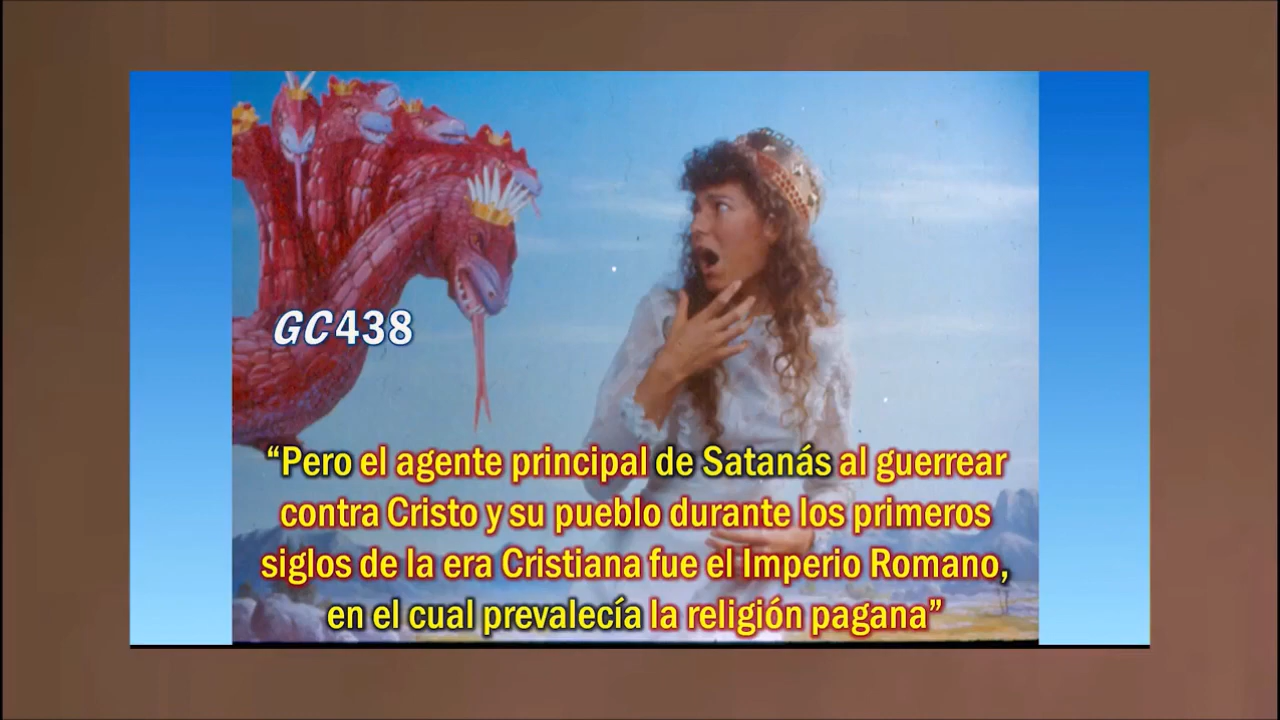 GC438
“Pero el agente principal de Satanás al guerrear
contra Cristo y su pueblo durante los primeros
siglos de la era Cristiana fue el Imperio Romano,
en el cual prevalecía la religión pagana”